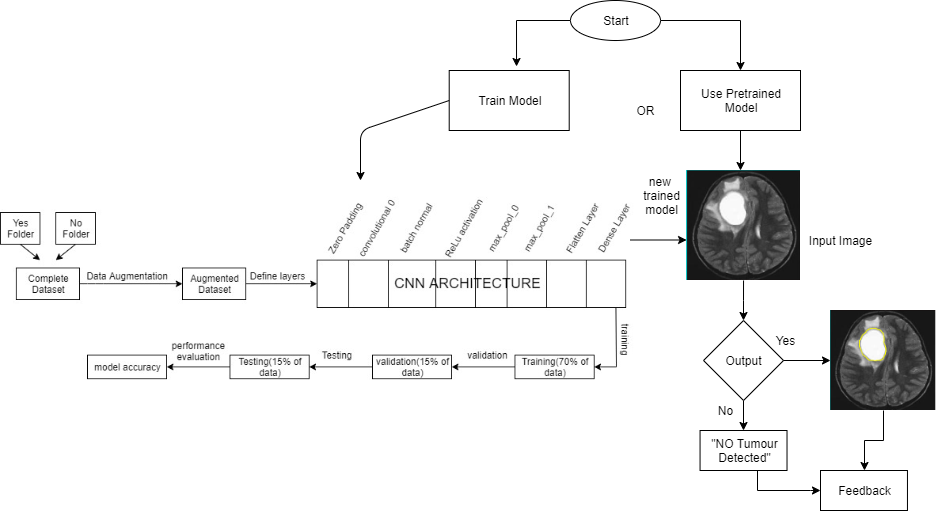 Start
Train Model
OR
Use Pretrained
Model
new
trained
model
Input Image
Zero Padding
convolutional 0
batch normal
ReLu activation
max_pool_0
max_pool_1
Flatten Layer
Dense Layer
Yes
Folder
No
Folder
Complete
Dataset
Data Augmentation
Augmented
Dataset
Define layers
CNN ARCHITECTURE
training
Training(70% of
data)
validation
validation(15% of
data)
Testing
Testing(15% of
data)
performance
evaluation
model accuracy
Output
Yes
No
"NO Tumour
Detected"
Feedback